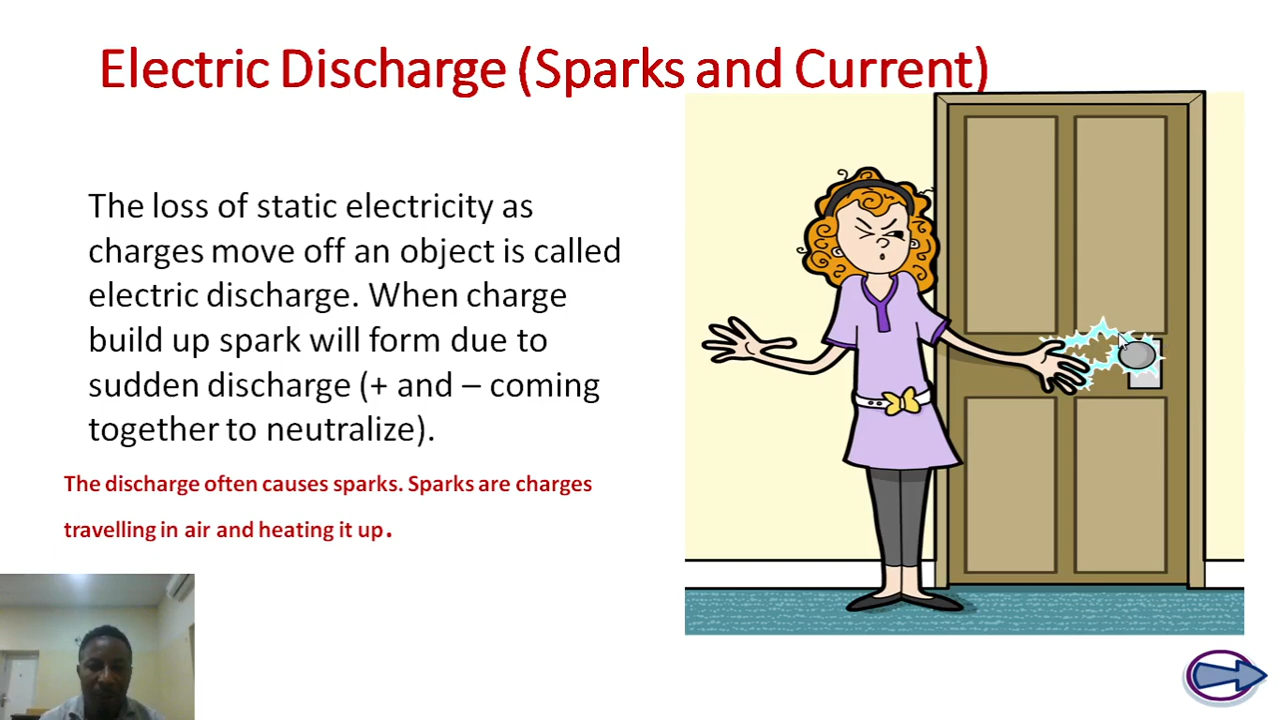 Electric Discharge (Sparks and Current)
The loss of static electricity as
charges move off an object is called
electric discharge. When charge
build up spark will form due to
sudden discharge (+ and – coming
together to neutralize).
The discharge often causes sparks. Sparks are charges
travelling in air and heating it up.